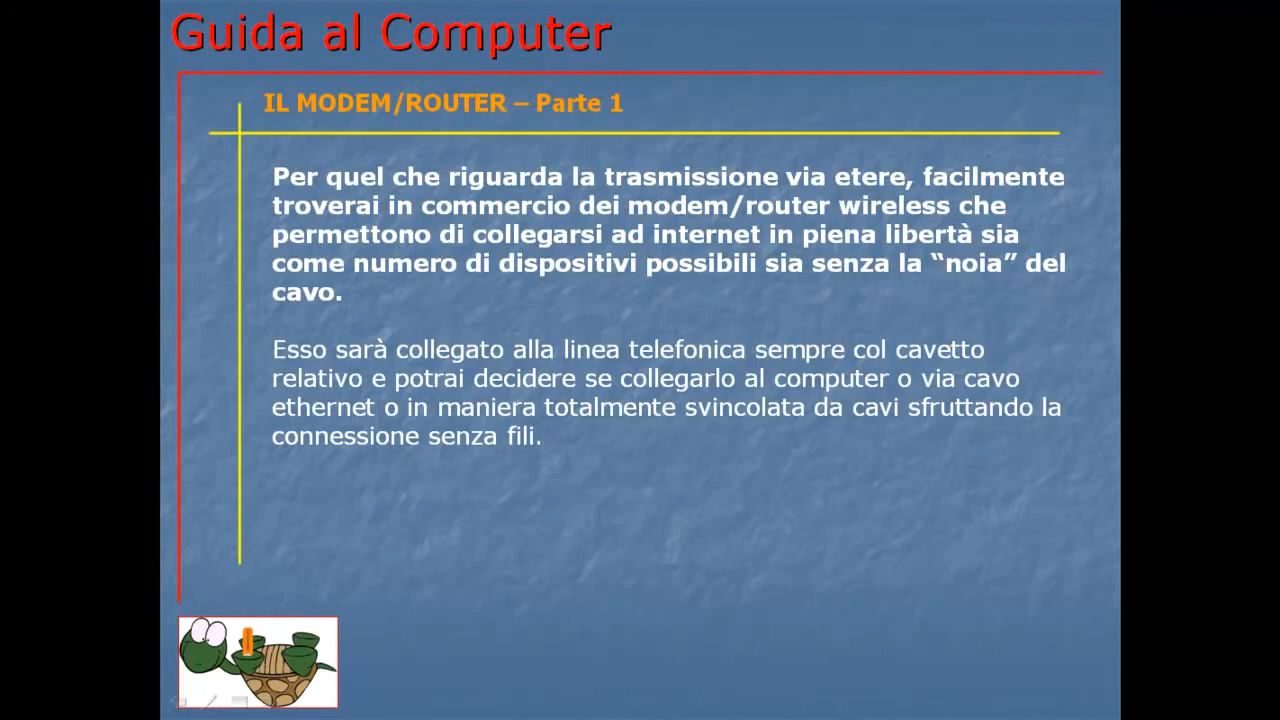 Guida al Computer
IL MODEM/ROUTER – Parte 1
Per quel che riguarda la trasmissione via etere, facilmente
troverai in commercio dei modem/router wireless che
permettono di collegarsi ad internet in piena libertà sia
come numero di dispositivi possibili sia senza la “noia” del
cavo.
Esso sarà collegato alla linea telefonica sempre col cavetto
relativo e potrai decidere se collegarlo al computer o via cavo
ethernet o in maniera totalmente svincolata da cavi sfruttando la
connessione senza fili.